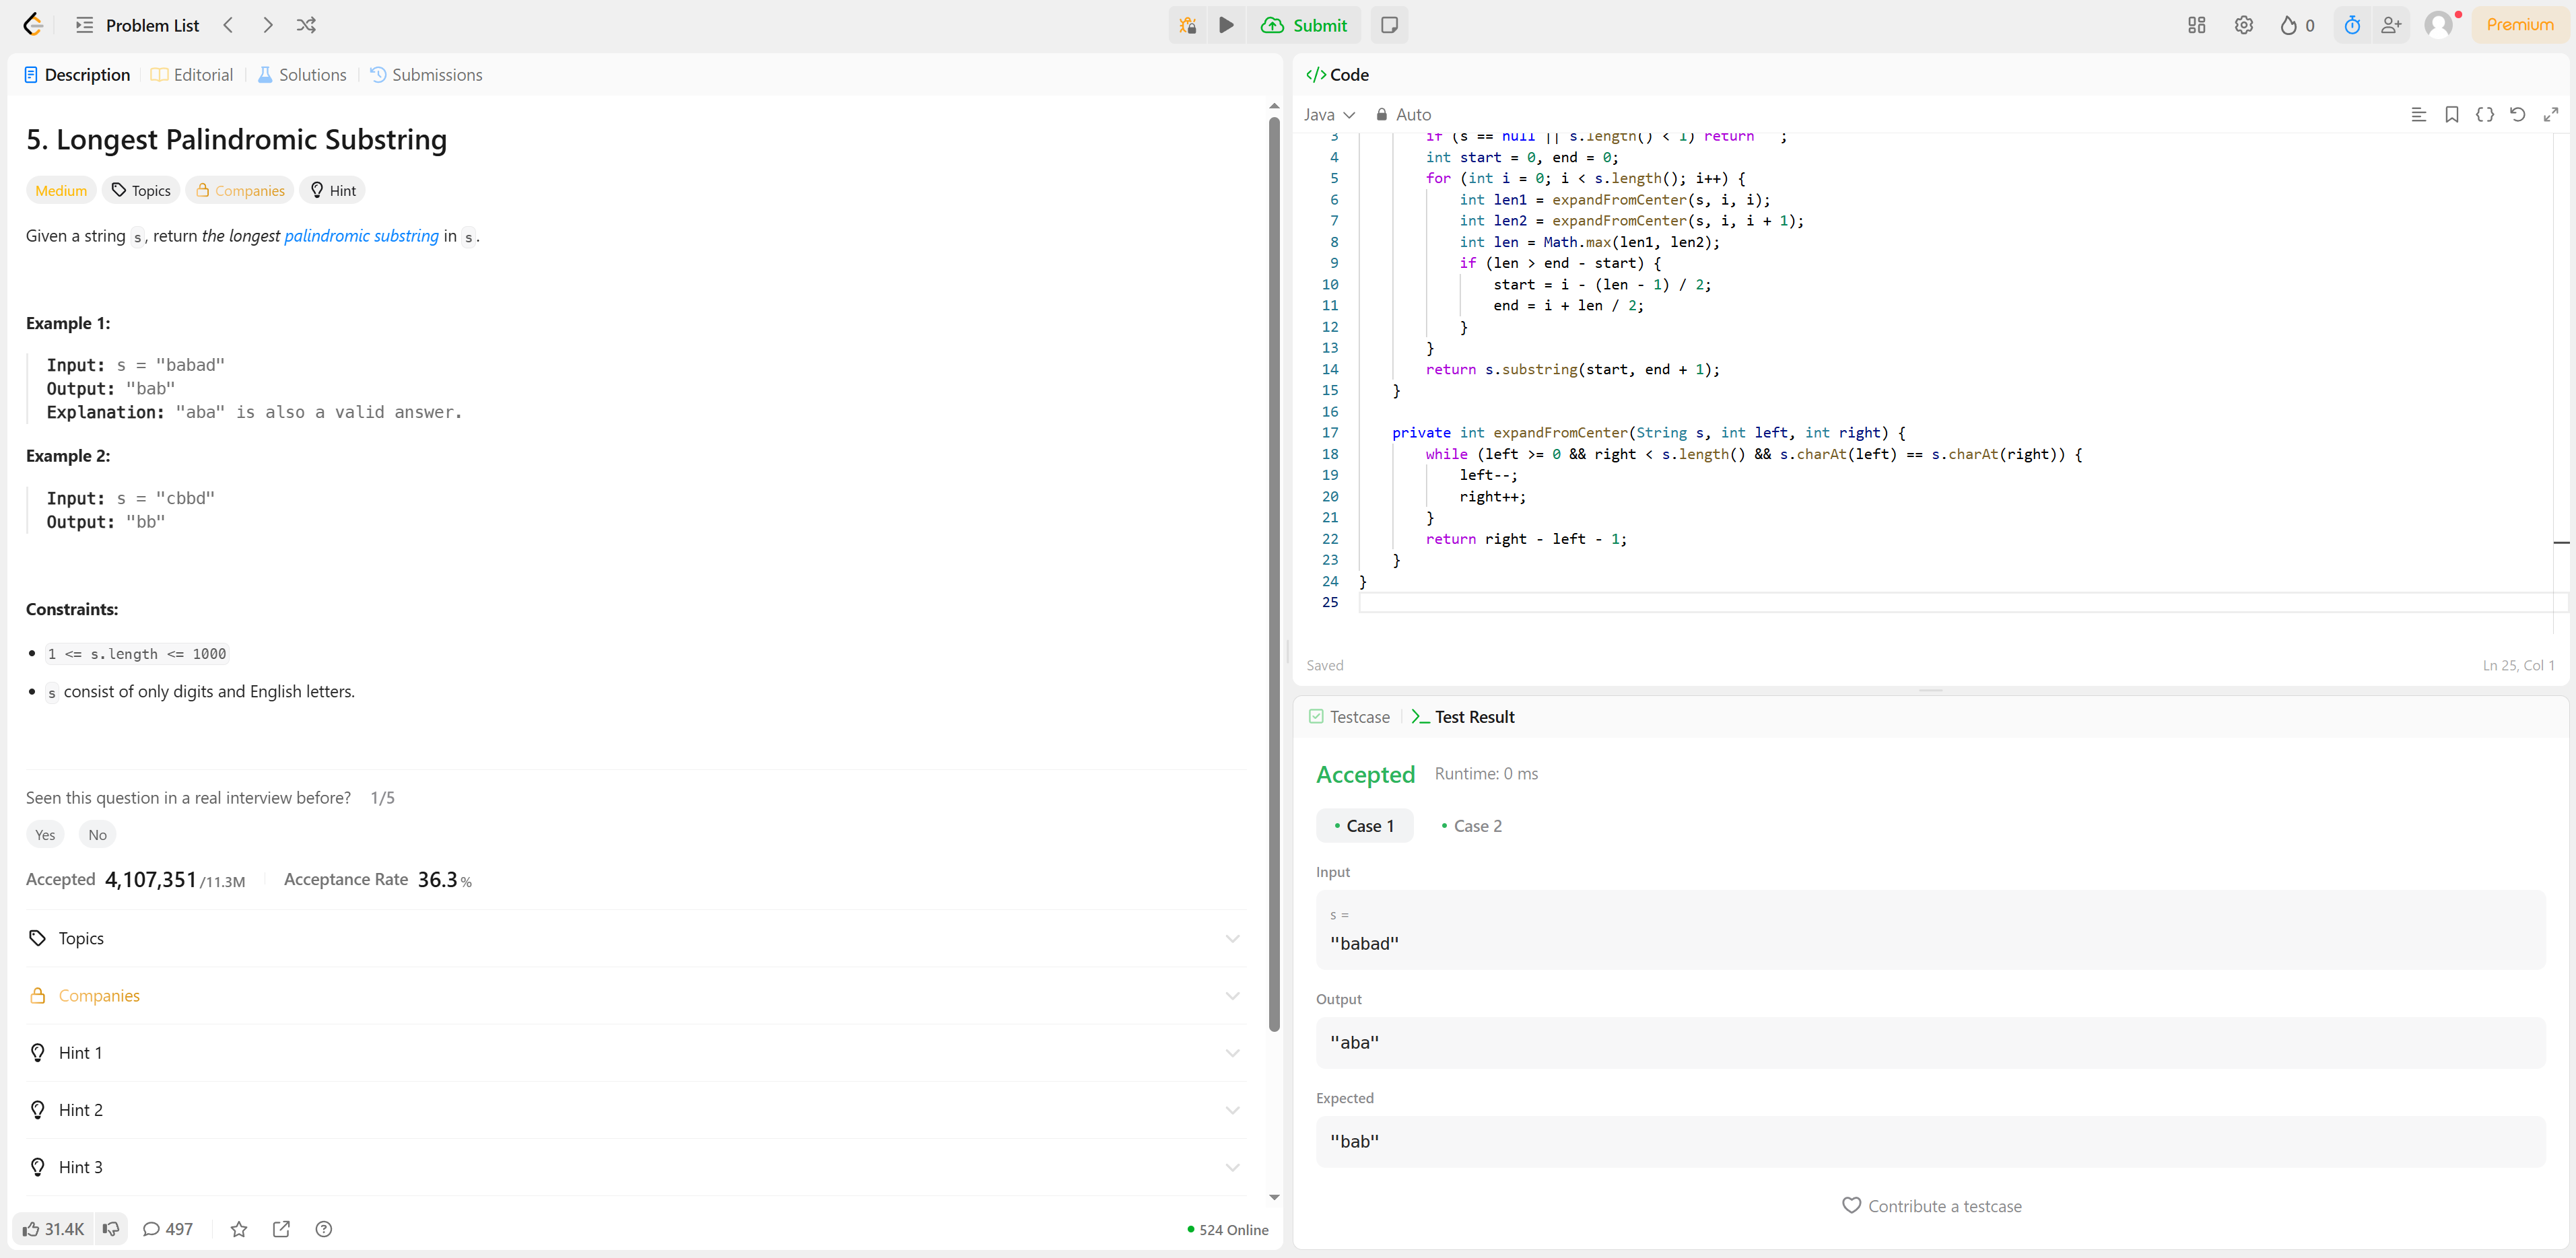 Problem List
Submit
0
Premium
Description
Editorial
Solutions
Submissions
5. Longest Palindromic Substring
Medium
Topics
Companies
Hint
Given a string s, return the longest palindromic substring in s.
Example 1:
Input: s = "babad"
Output: "bab"
Explanation: "aba" is also a valid answer.
Example 2:
Input: s = "cbbd"
Output: "bb"
Constraints:
1 <= s.length <= 1000
s consist of only digits and English letters.
Seen this question in a real interview before? 1/5
Yes
No
Accepted 4,107,351/11.3M
Acceptance Rate 36.3%
Topics
Companies
Hint 1
Hint 2
Hint 3
31.4K
497
524 Online
</> Code
Java
Auto
3 if (s == null || s.length() < 1) return ;
4 int start = 0, end = 0;
5 for (int i = 0; i < s.length(); i++) {
6 int len1 = expandFromCenter(s, i, i);
7 int len2 = expandFromCenter(s, i, i + 1);
8 int len = Math.max(len1, len2);
9 if (len > end - start) {
10 start = i - (len - 1) / 2;
11 end = i + len / 2;
12 }
13 }
14 return s.substring(start, end + 1);
15 }
16
17 private int expandFromCenter(String s, int left, int right) {
18 while (left >= 0 && right < s.length() && s.charAt(left) == s.charAt(right)) {
19 left--;
20 right++;
21 }
22 return right - left - 1;
23 }
24 }
25
Saved
Ln 25, Col 1
Testcase
Test Result
Accepted
Runtime: 0 ms
Case 1
Case 2
Input
s =
"babad"
Output
"aba"
Expected
"bab"
Contribute a testcase